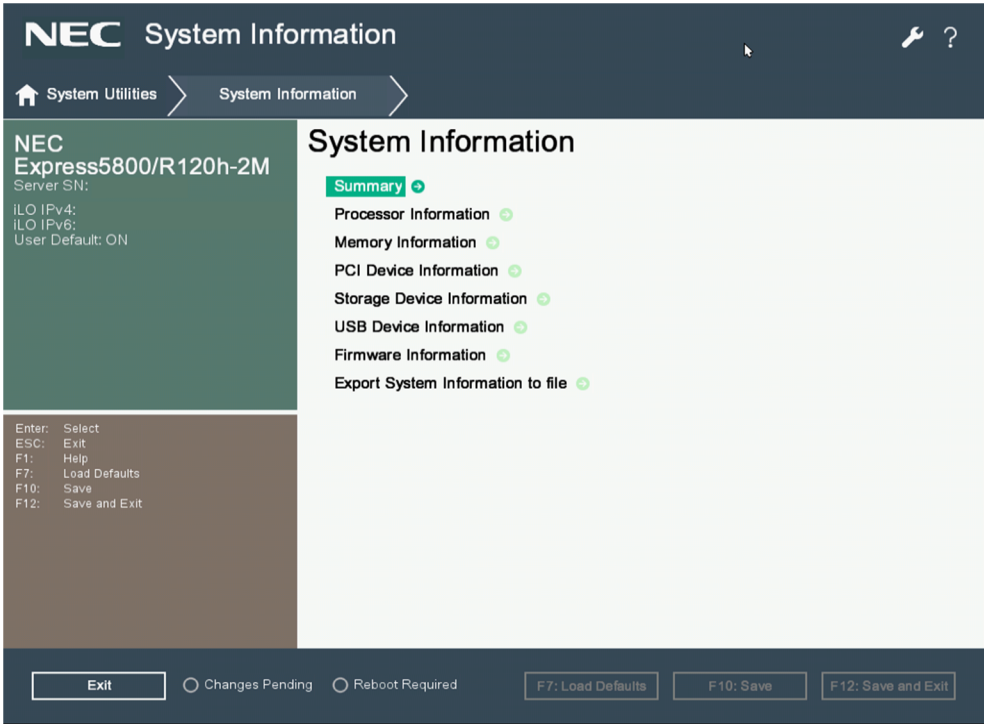 NEC System Information
?
System Utilities
System Information
NEC
Express5800/R120h-2M
Server SN:
iLO IPv4:
iLO IPv6:
User Default: ON
System Information
Summary
Processor Information
Memory Information
PCI Device Information
Storage Device Information
USB Device Information
Firmware Information
Export System Information to file
Enter: Select
ESC: Exit
F1: Help
F7: Load Defaults
F10: Save
F12: Save and Exit
Exit
Changes Pending
Reboot Required
F7: Load Defaults
F10: Save
F12: Save and Exit